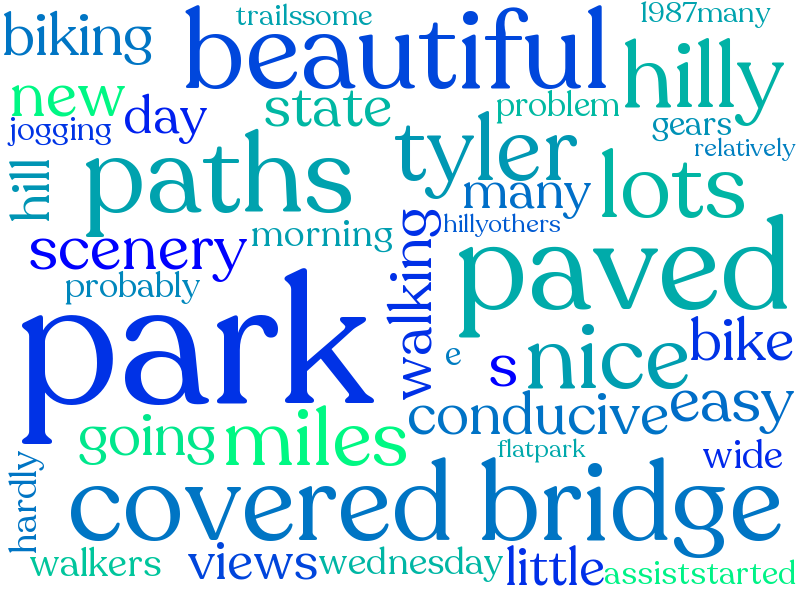 trailssome
1987many
biking
beautiful
hilly
new
day
state
problem
gears
jogging
relatively
hill
paths
tyler
many
lots
hillyothers
scenery
morning
walking
paved
probably
park
e
s
nice
bike
conducive
easy
going
miles
flatpark
wide
hardly
covered bridge
walkers
views
wednesday
little
assiststarted